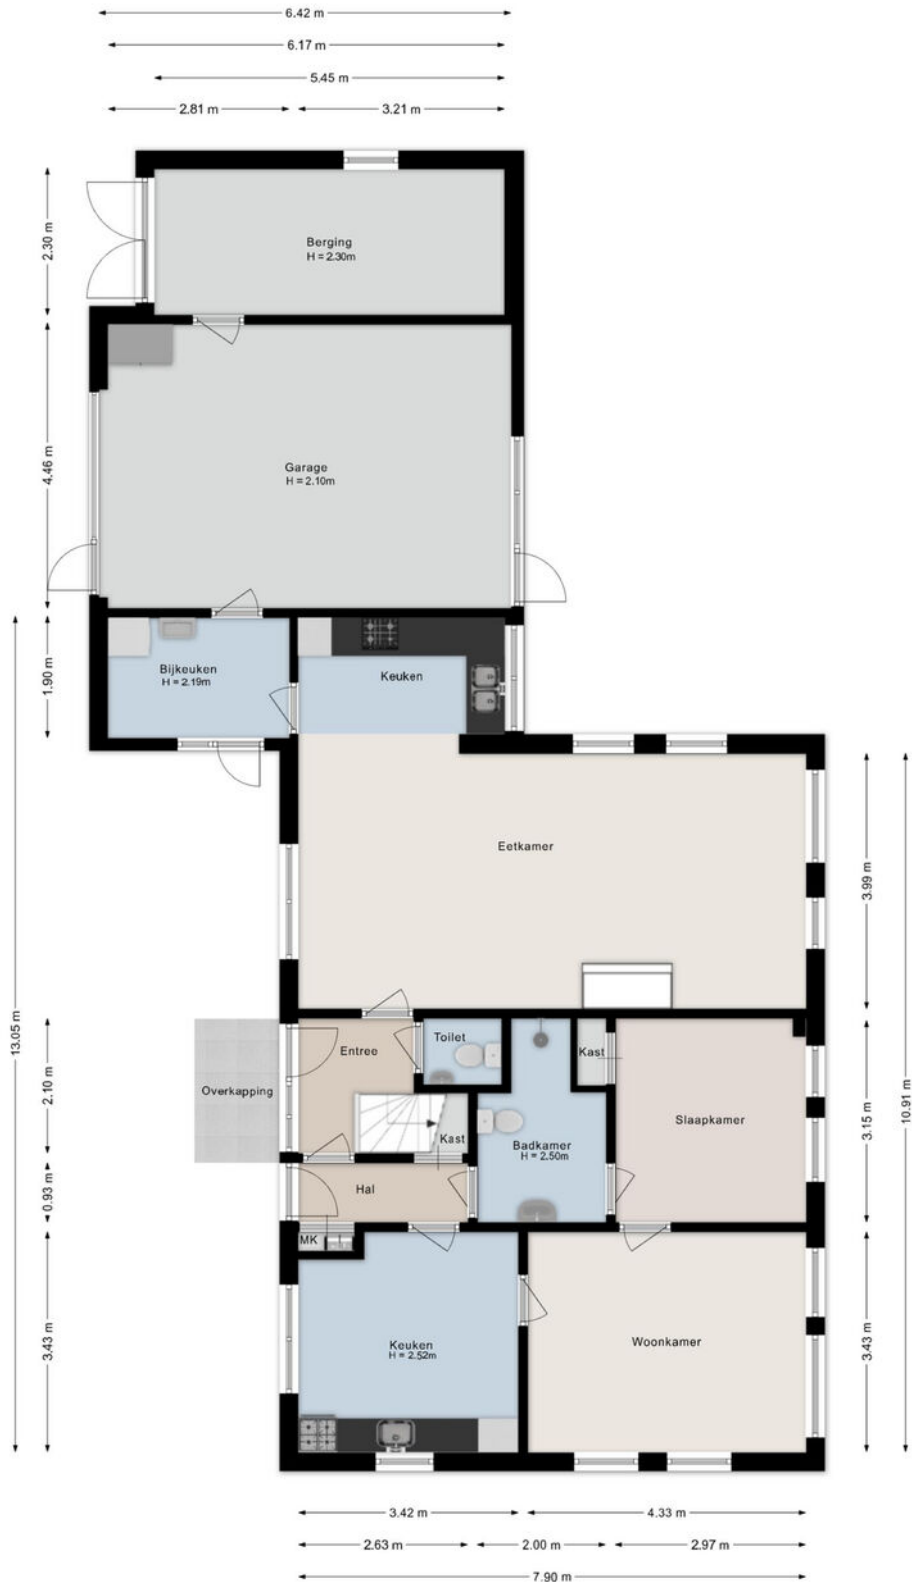 6.42 m
6.17 m
5.45 m
2.81 m
3.21 m
2.30 m
Berging
H = 2.30m
4.46 m
Garage
H = 2.10m
1.90 m
Bijkeuken
H = 2.19m
Keuken
Eetkamer
3.99 m
13.05 m
10.91 m
2.10 m
Overkapping
Entree
Toilet
Kast
Kast
Badkamer
H = 2.50m
Slaapkamer
3.15 m
0.93 m
Hal
MK
3.43 m
Keuken
H = 2.52m
Woonkamer
3.43 m
3.42 m
4.33 m
2.63 m
2.00 m
2.97 m
7.90 m